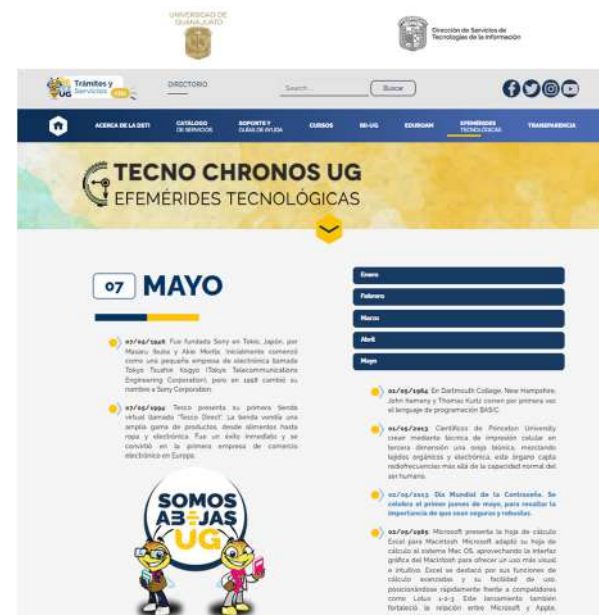 UNIVERSIDAD DE
GUANAJUATO
Dirección de Servicios de
Tecnologías de la Información
Trámites y
Servicios
UG
DIRECTORIO
Search...
Buscar
ACERCA DE LA DSTI
CATÁLOGO
DE SERVICIOS
SOPORTE Y
GUÍAS DE AYUDA
CURSOS
EDUROAM
EFEMÉRIDES
TECNOLÓGICAS
TRANSPARENCIA
TECNO CHRONOS UG
EFEMÉRIDES TECNOLÓGICAS
07 MAYO
Fue fundada Sony en Tokio, Japón, por
Masaru Ibuka y Akio Morita. Inicialmente comenzó
como una pequeña empresa de electrónica llamada
Tokyo Tsushin Kogyo (Tokyo Telecommunications
Engineering Corporation), pero en 1958 cambió su
nombre a Sony Corporation.
07/05/1994 Tesco presenta su primera tienda
virtual llamada "Tesco Direct". La tienda vendía una
amplia gama de productos, desde alimentos hasta
ropa y electrónica. Fue un éxito inmediato y se
convirtió en la primera empresa de comercio
electrónico en Europa.
SOMOS
AB-JAS
UG
Enero
Febrero
Marzo
Abril
Mayo
01/05/1964 En Dartmouth College, New Hampshire,
John Kemeny y Thomas Kurtz corren por primera vez
el lenguaje de programación BASIC.
01/05/2013 Científicos de Princeton University
crean mediante técnica de impresión celular en
tercera dimensión una oreja biónica, mezclando
tejidos orgánicos y electrónica, este órgano capta
radiofrecuencias más allá de la capacidad normal del
ser humano.
02/05/2013 Día Mundial de la Contraseña. Se
celebra el primer jueves de mayo, para resaltar la
importancia de que sean seguras y robustas.
02/05/1985 Microsoft presenta la hoja de cálculo
Excel para Macintosh. Microsoft adaptó su hoja de
cálculo al sistema Mac OS, aprovechando la interfaz
gráfica del Macintosh para ofrecer un uso más visual
e intuitivo. Excel se destacó por sus funciones de
cálculo avanzadas y su facilidad de uso,
posicionándose rápidamente frente a competidores
como Lotus 1-2-3. Este lanzamiento también
fortaleció la relación entre Microsoft y Apple,